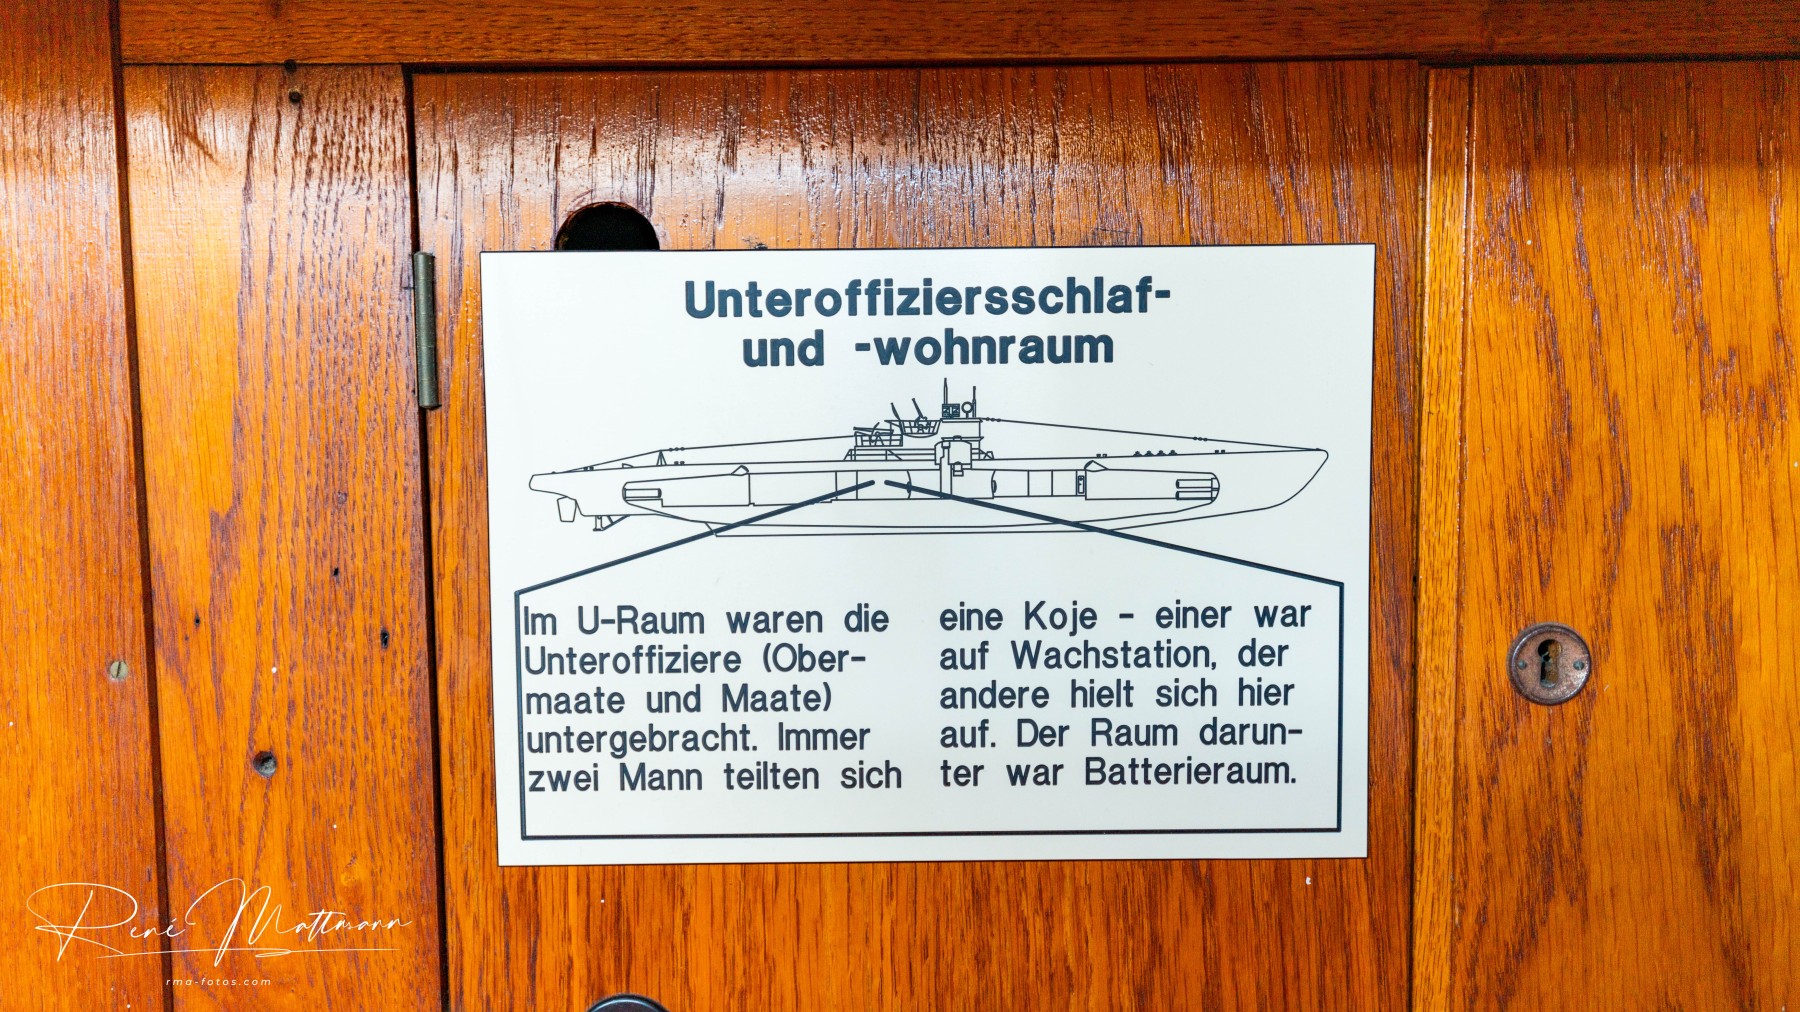 Unteroffiziersschlaf-
und -wohnraum
Im U-Raum waren die
Unteroffiziere (Ober-
maate und Maate)
untergebracht. Immer
zwei Mann teilten sich
eine Koje - einer war
auf Wachstation, der
andere hielt sich hier
auf. Der Raum darun-
ter war Batterieraum.
René Mattmann
rma-fotos.com